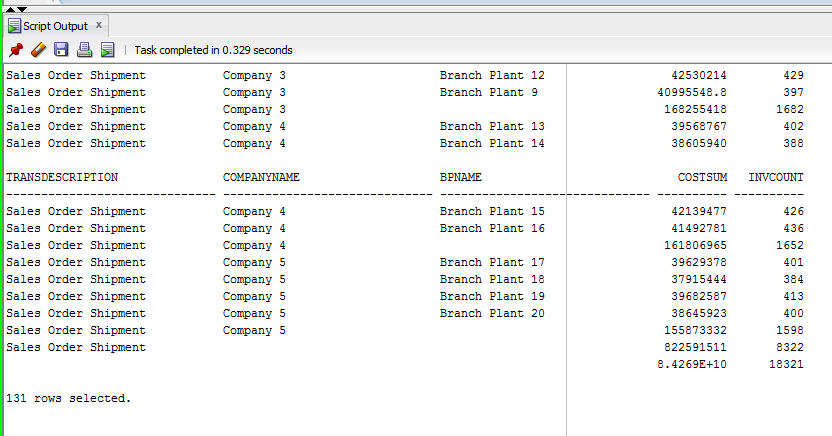 Script Output x
Task completed in 0.329 seconds
Sales Order Shipment Company 3 Branch Plant 12 42530214 429
Sales Order Shipment Company 3 Branch Plant 9 40995548.8 397
Sales Order Shipment Company 3 168255418 1682
Sales Order Shipment Company 4 Branch Plant 13 39568767 402
Sales Order Shipment Company 4 Branch Plant 14 38605940 388
TRANSDESCRIPTION COMPANYNAME BPNAME COSTSUM INVCOUNT
------------------------------ ------------------------------ ------------------------------ ---------- ----------
Sales Order Shipment Company 4 Branch Plant 15 42139477 426
Sales Order Shipment Company 4 Branch Plant 16 41492781 436
Sales Order Shipment Company 4 161806965 1652
Sales Order Shipment Company 5 Branch Plant 17 39629378 401
Sales Order Shipment Company 5 Branch Plant 18 37915444 384
Sales Order Shipment Company 5 Branch Plant 19 39682587 413
Sales Order Shipment Company 5 Branch Plant 20 38645923 400
Sales Order Shipment Company 5 155873332 1598
Sales Order Shipment 822591511 8322
8.4269E+10 18321
131 rows selected.